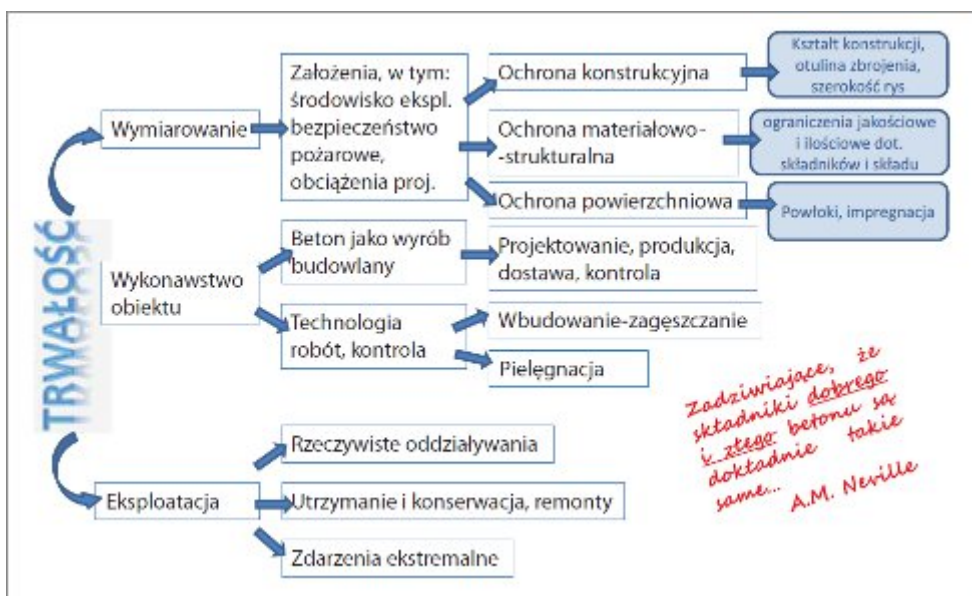 TRWAŁOŚĆ
Wymiarowanie
Założenia, w tym:
środowisko ekspl.
bezpieczeństwo
pożarowe,
obciążenia proj.
Ochrona konstrukcyjna
Kształt konstrukcji,
otulina zbrojenia,
szerokość rys
Ochrona materiałowo-
-strukturalna
ograniczenia jakościowe
i ilościowe dot.
składników i składu
Ochrona powierzchniowa
Powłoki, impregnacja
Wykonawstwo
obiektu
Beton jako wyrób
budowlany
Projektowanie, produkcja,
dostawa, kontrola
Technologia
robót, kontrola
Wbudowanie-zagęszczanie
Pielęgnacja
Eksploatacja
Rzeczywiste oddziaływania
Utrzymanie i konserwacja, remonty
Zdarzenia ekstremalne
Zadziwiające, że
składniki dobrego
i złego betonu są
dokładnie takie
same...
A.M. Neville